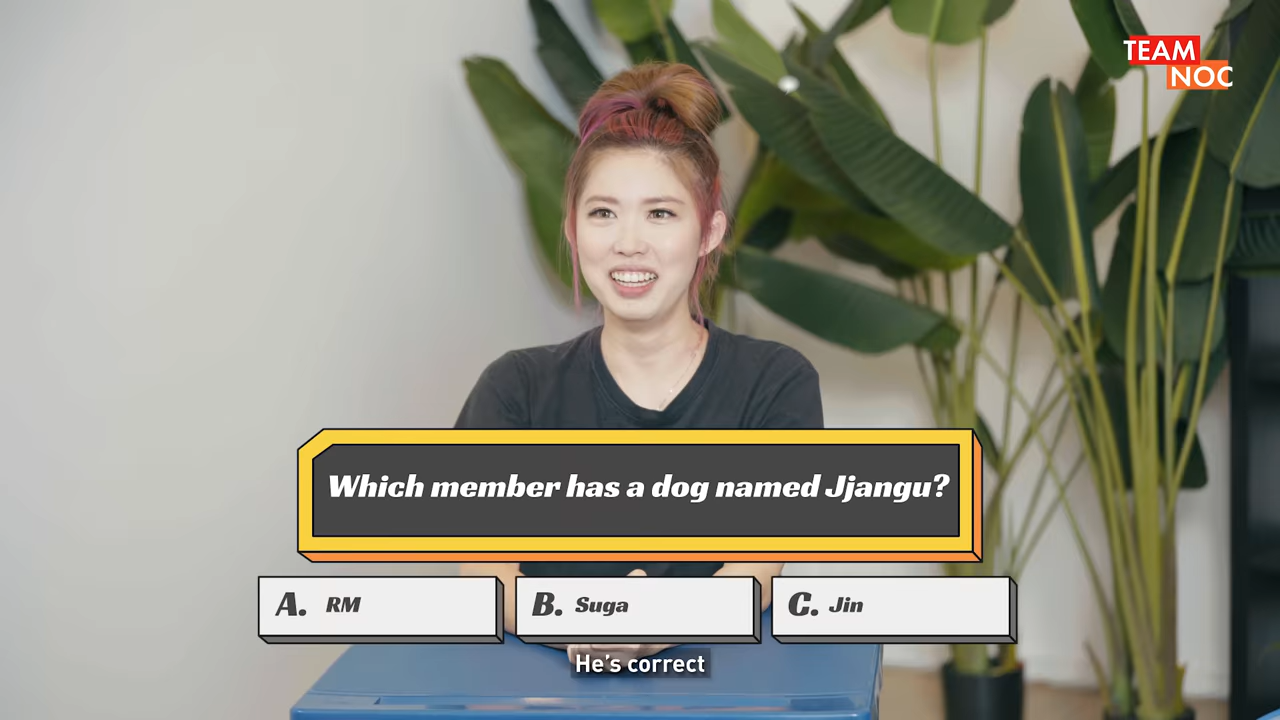 TEAM
NOC
Which member has a dog named Jjangu?
A. RM
B. Suga
C. Jin
He's correct